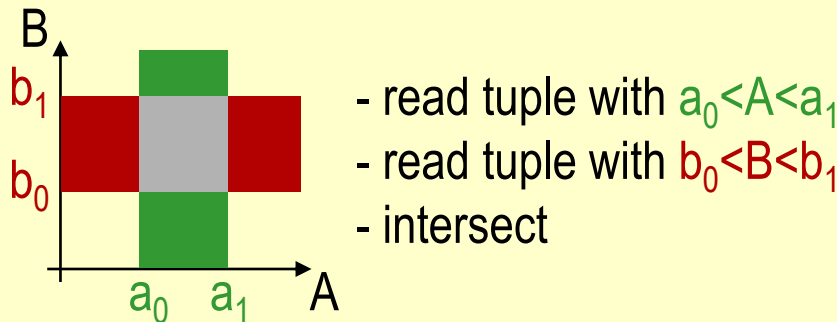 B
b₁
b₀
a₀
a₁
A
- read tuple with a₀<A<a₁
- read tuple with b₀<B<b₁
- intersect